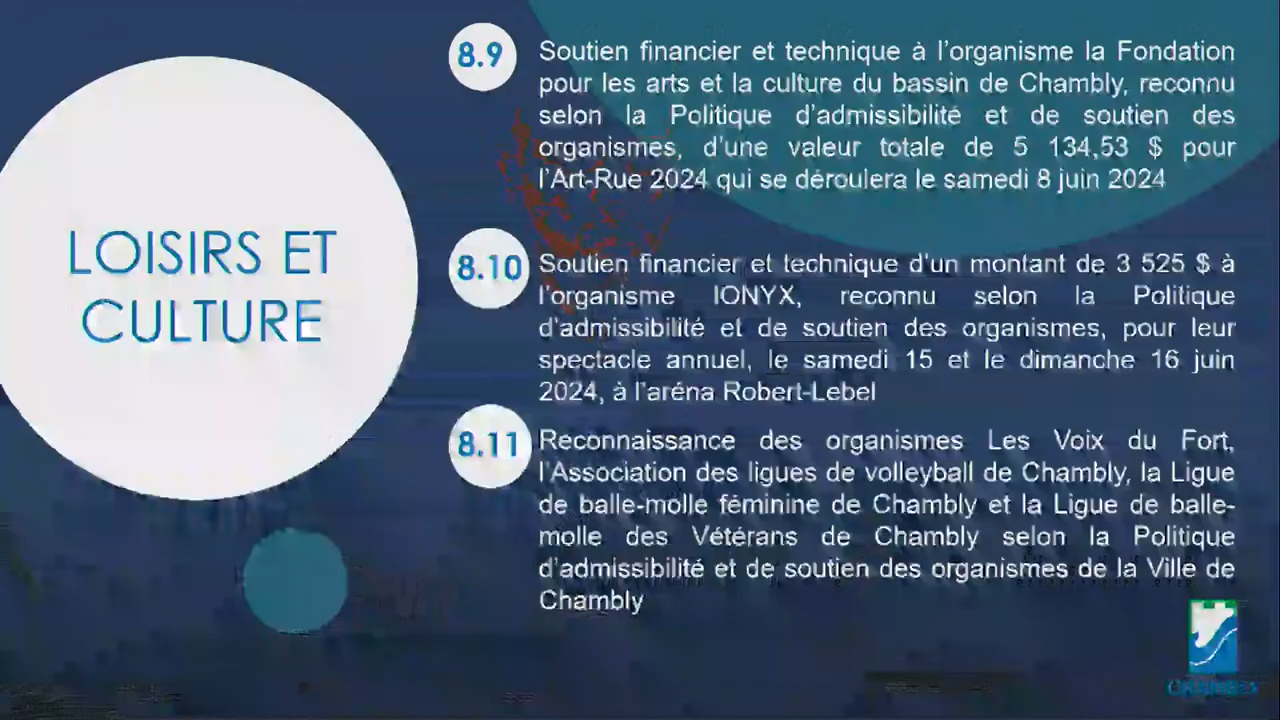 LOISIRS ET
CULTURE
8.9
Soutien financier et technique à l'organisme la Fondation
pour les arts et la culture du bassin de Chambly, reconnu
selon la Politique d'admissibilité et de soutien des
organismes, d'une valeur totale de 5 134,53 $ pour
l'Art-Rue 2024 qui se déroulera le samedi 8 juin 2024
8.10
Soutien financier et technique d'un montant de 3 525 $ à
l'organisme IONYX, reconnu selon la Politique
d'admissibilité et de soutien des organismes, pour leur
spectacle annuel, le samedi 15 et le dimanche 16 juin
2024, à l'aréna Robert-Lebel
8.11
Reconnaissance des organismes Les Voix du Fort,
l'Association des ligues de volleyball de Chambly, la Ligue
de balle-molle féminine de Chambly et la Ligue de balle-
molle des Vétérans de Chambly selon la Politique
d'admissibilité et de soutien des organismes de la Ville de
Chambly
CHAMBLY